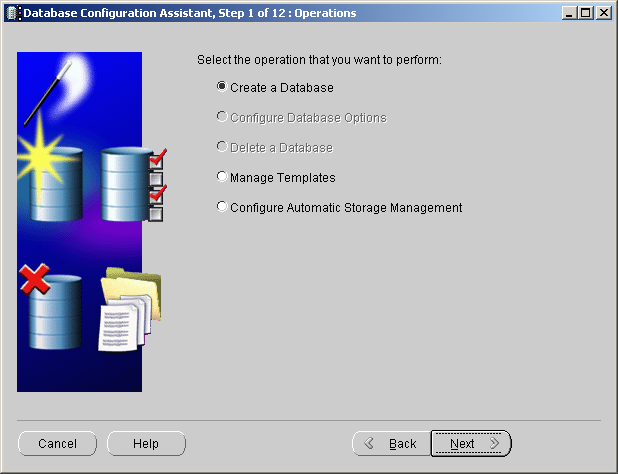 Database Configuration Assistant, Step 1 of 12 : Operations
Select the operation that you want to perform:
Create a Database
Configure Database Options
Delete a Database
Manage Templates
Configure Automatic Storage Management
Cancel
Help
Back
Next